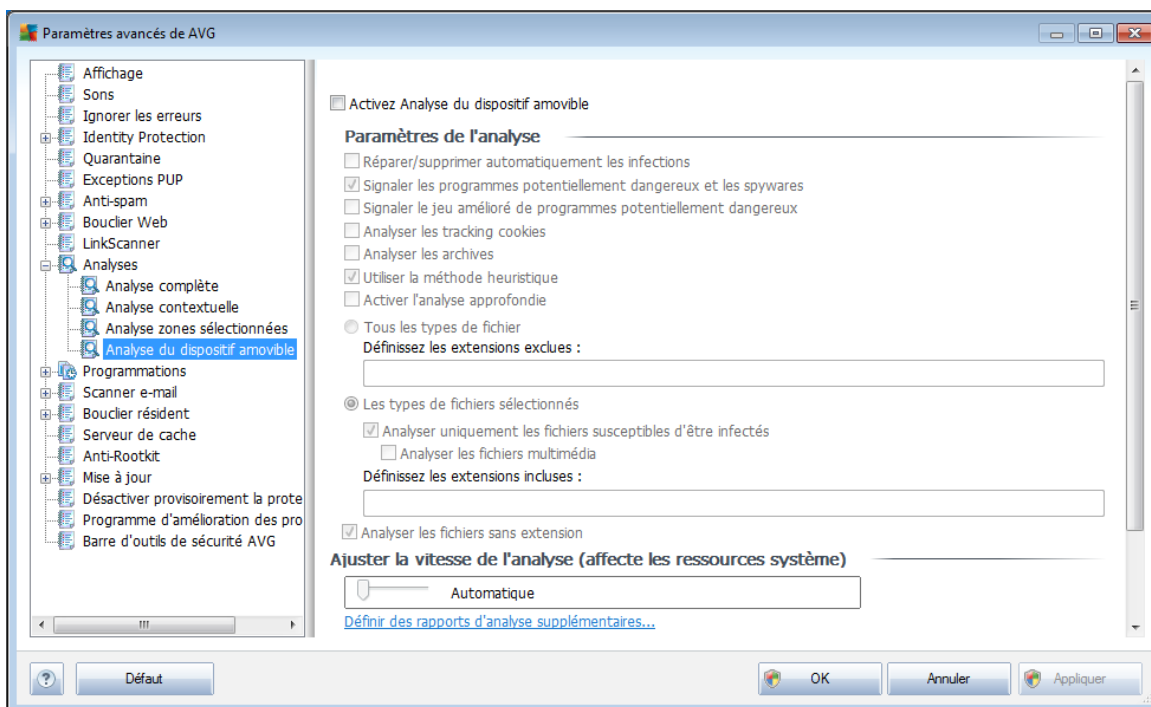 Paramètres avancés de AVG
Affichage
Sons
Ignorer les erreurs
Identity Protection
Quarantaine
Exceptions PUP
Anti-spam
Bouclier Web
LinkScanner
Analyses
Analyse complète
Analyse contextuelle
Analyse zones sélectionnées
Analyse du dispositif amovible
Programmations
Scanner e-mail
Bouclier résident
Serveur de cache
Anti-Rootkit
Mise à jour
Désactiver provisoirement la prote
Programme d'amélioration des pro
Barre d'outils de sécurité AVG
Activez Analyse du dispositif amovible
Paramètres de l'analyse
Réparer/supprimer automatiquement les infections
Signaler les programmes potentiellement dangereux et les spywares
Signaler le jeu amélioré de programmes potentiellement dangereux
Analyser les tracking cookies
Analyser les archives
Utiliser la méthode heuristique
Activer l'analyse approfondie
Tous les types de fichier
Définissez les extensions exclues :
Les types de fichiers sélectionnés
Analyser uniquement les fichiers susceptibles d'être infectés
Analyser les fichiers multimédia
Définissez les extensions incluses :
Analyser les fichiers sans extension
Ajuster la vitesse de l'analyse (affecte les ressources système)
Automatique
Définir des rapports d'analyse supplémentaires...
? Défaut OK Annuler Appliquer